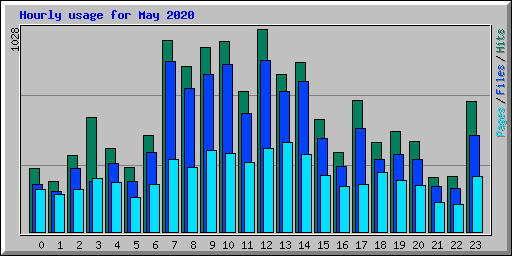 Hourly usage for May 2020
1028
Pages/Files/Hits
0 1 2 3 4 5 6 7 8 9 10 11 12 13 14 15 16 17 18 19 20 21 22 23